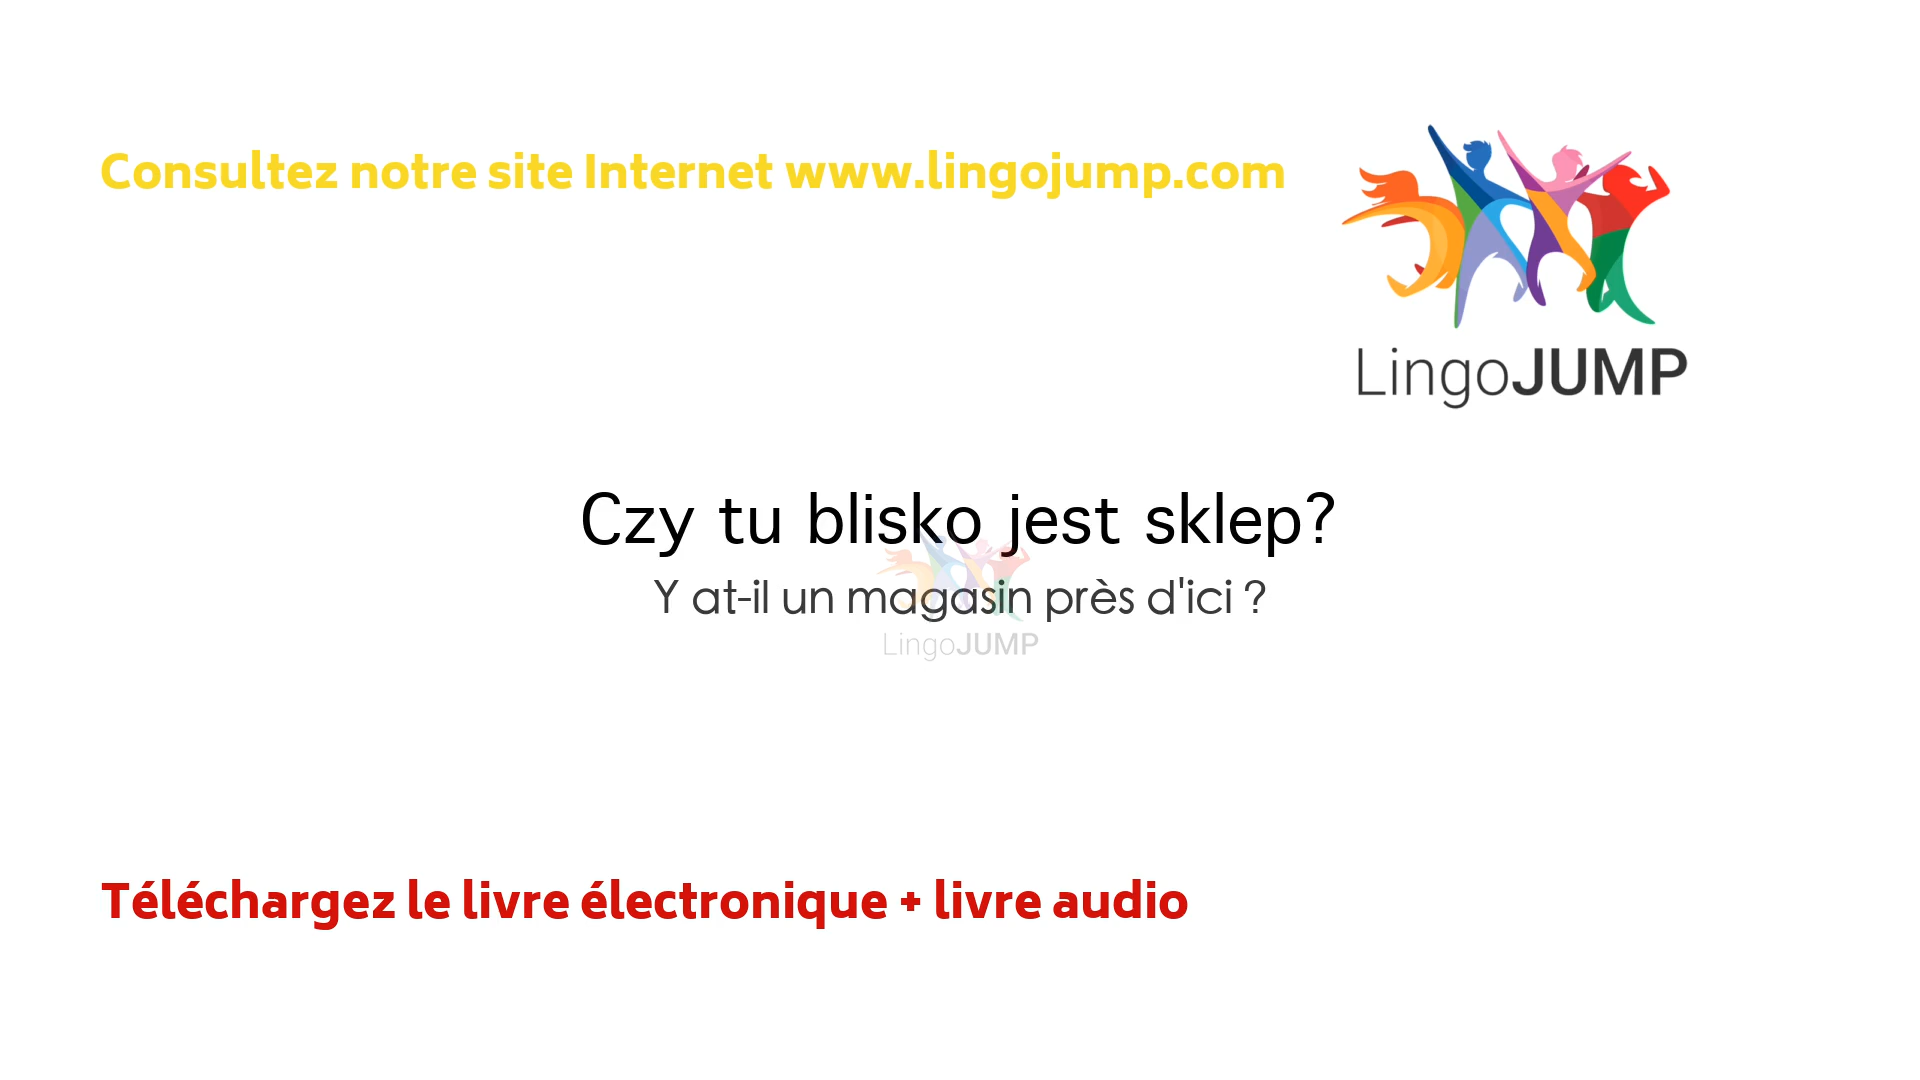 Consultez notre site Internet www.lingojump.com
LingoJUMP
Czy tu blisko jest sklep?
Y at-il un magasin près d'ici ?
LingoJUMP
Téléchargez le livre électronique + livre audio